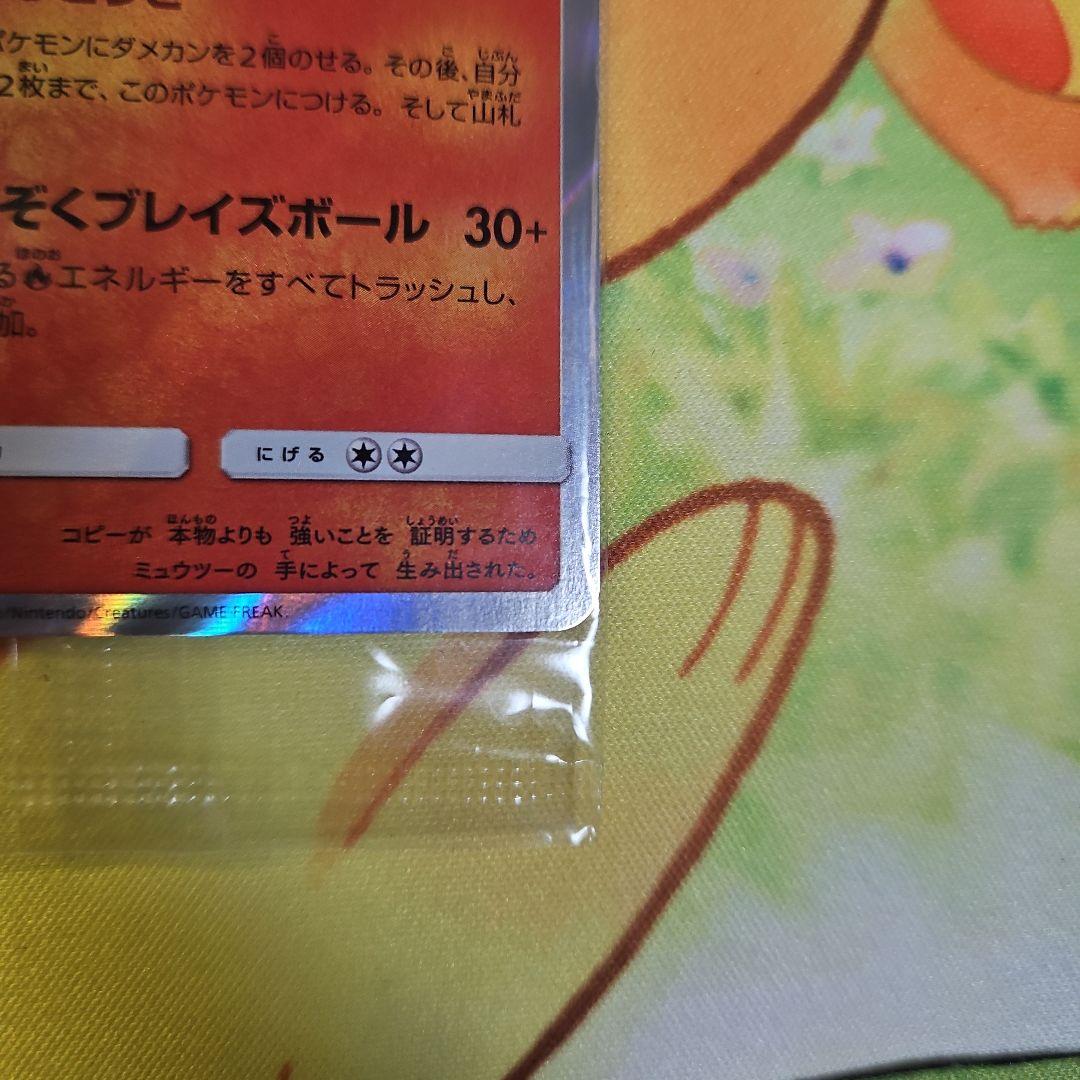 ポケモンにダメカンを2個のせる。その後、自分
2枚まで、このポケモンにつける。そして山札
ぞくブレイズボール 30+
る エネルギーをすべてトラッシュし、
加。
にげる
コピーが 本物よりも 強いことを 証明するため
ミュウツーの 手によって 生み出された。
/Nintendo/Creatures/GAME FREAK.